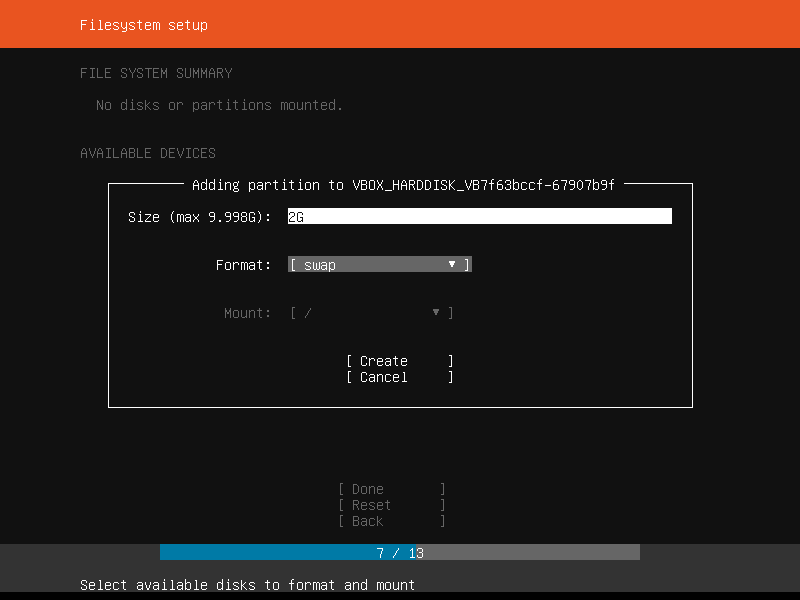 Filesystem setup
FILE SYSTEM SUMMARY
No disks or partitions mounted.
AVAILABLE DEVICES
Adding partition to VBOX_HARDDISK_VB7f63bccf-67907b9f
Size (max 9.998G): 2G
Format: [ swap ▼ ]
Mount: [ / ▼ ]
[ Create ]
[ Cancel ]
[ Done ]
[ Reset ]
[ Back ]
7 / 13
Select available disks to format and mount